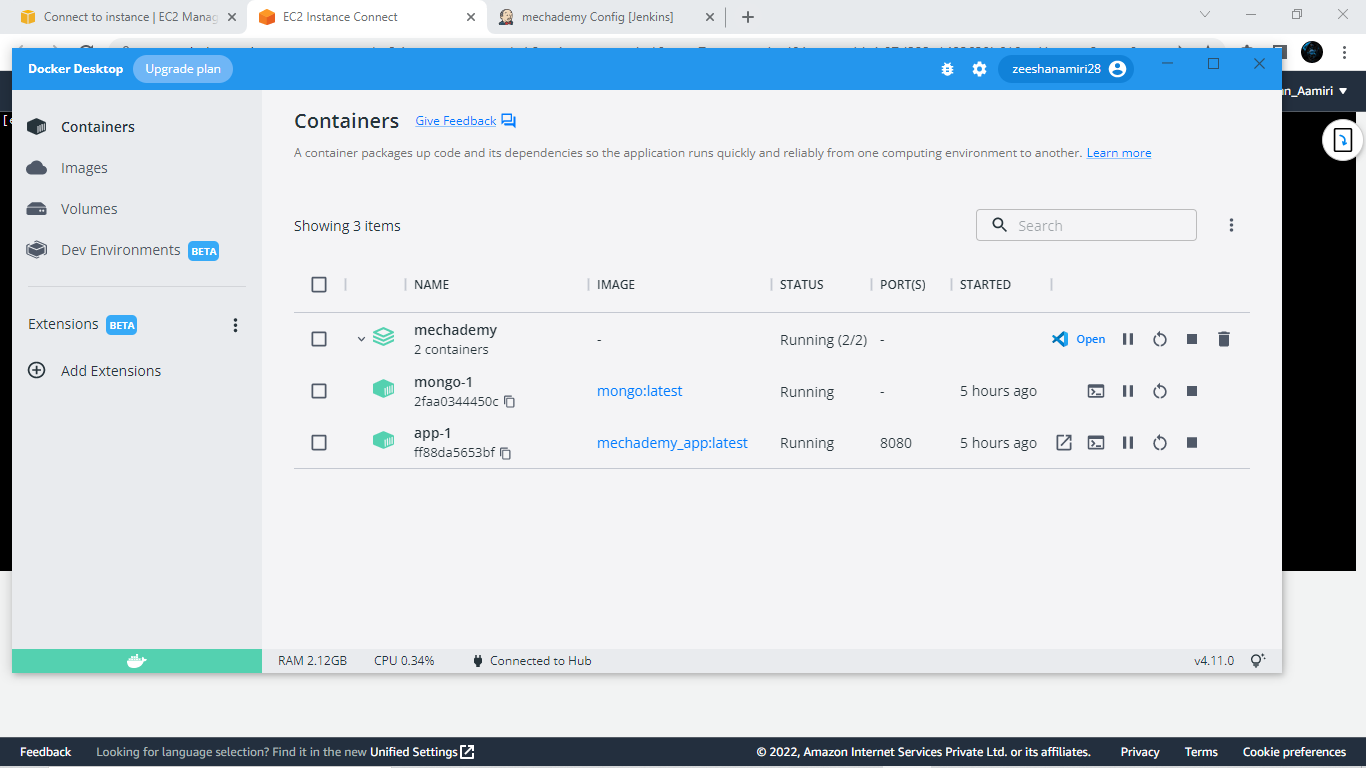 Connect to instance | EC2 Manag
EC2 Instance Connect
mechademy Config [Jenkins]
Docker Desktop
Upgrade plan
zeeshanamiri28
un_Aamiri
Containers
Images
Volumes
Dev Environments BETA
Extensions BETA
Add Extensions
Containers Give Feedback
A container packages up code and its dependencies so the application runs quickly and reliably from one computing environment to another. Learn more
Showing 3 items
Search
NAME IMAGE STATUS PORT(S) STARTED
mechademy - Running (2/2) - Open
2 containers
mongo-1 mongo:latest Running - 5 hours ago
2faa0344450c
app-1 mechademy_app:latest Running 8080 5 hours ago
ff88da5653bf
RAM 2.12GB CPU 0.34% Connected to Hub v4.11.0
Feedback Looking for language selection? Find it in the new Unified Settings © 2022, Amazon Internet Services Private Ltd. or its affiliates. Privacy Terms Cookie preferences